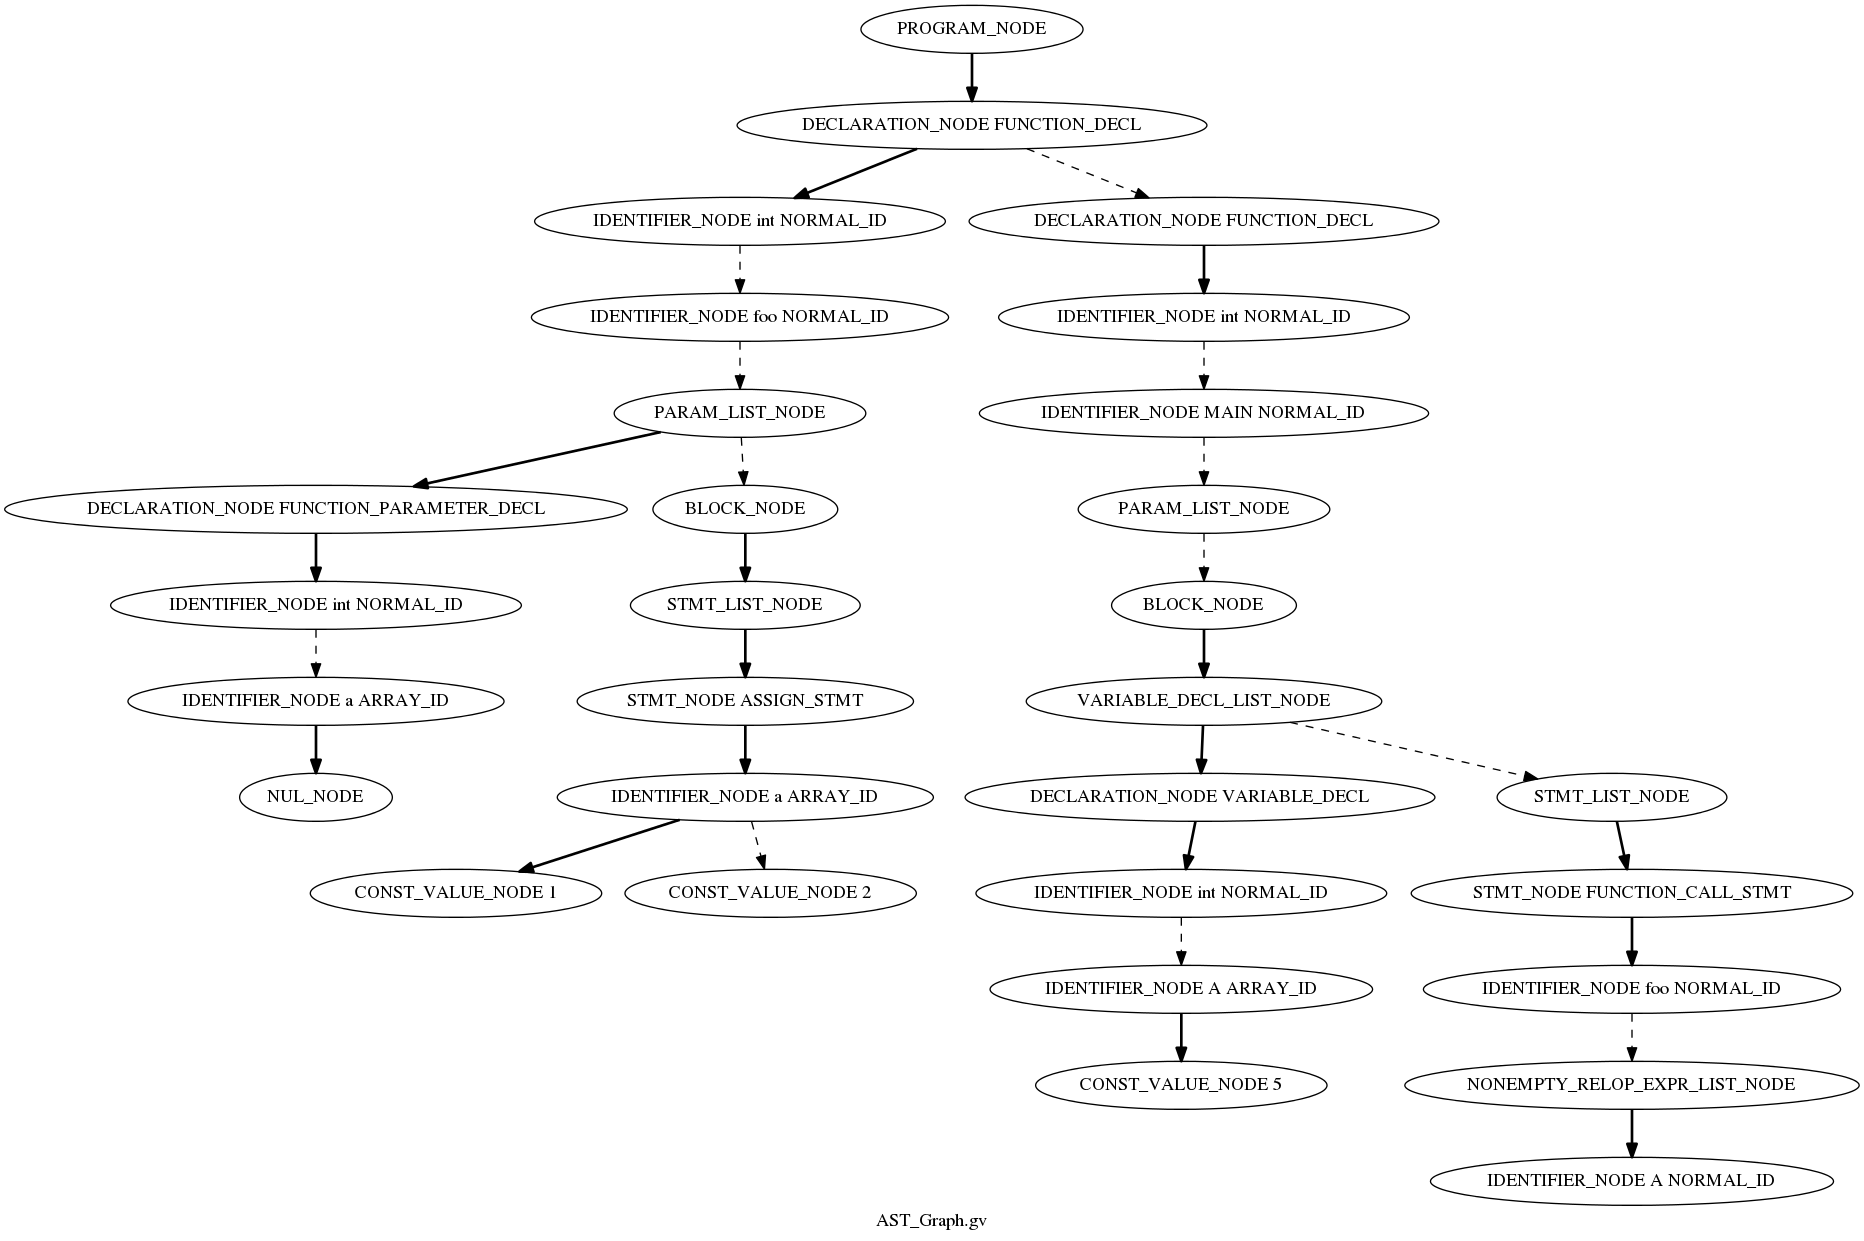 PROGRAM_NODE
DECLARATION_NODE FUNCTION_DECL
IDENTIFIER_NODE int NORMAL_ID
DECLARATION_NODE FUNCTION_DECL
IDENTIFIER_NODE foo NORMAL_ID
IDENTIFIER_NODE int NORMAL_ID
PARAM_LIST_NODE
IDENTIFIER_NODE MAIN NORMAL_ID
DECLARATION_NODE FUNCTION_PARAMETER_DECL
BLOCK_NODE
PARAM_LIST_NODE
IDENTIFIER_NODE int NORMAL_ID
STMT_LIST_NODE
BLOCK_NODE
IDENTIFIER_NODE a ARRAY_ID
STMT_NODE ASSIGN_STMT
VARIABLE_DECL_LIST_NODE
NUL_NODE
IDENTIFIER_NODE a ARRAY_ID
DECLARATION_NODE VARIABLE_DECL
STMT_LIST_NODE
CONST_VALUE_NODE 1
CONST_VALUE_NODE 2
IDENTIFIER_NODE int NORMAL_ID
STMT_NODE FUNCTION_CALL_STMT
IDENTIFIER_NODE A ARRAY_ID
IDENTIFIER_NODE foo NORMAL_ID
CONST_VALUE_NODE 5
NONEMPTY_RELOP_EXPR_LIST_NODE
IDENTIFIER_NODE A NORMAL_ID
AST_Graph.gv